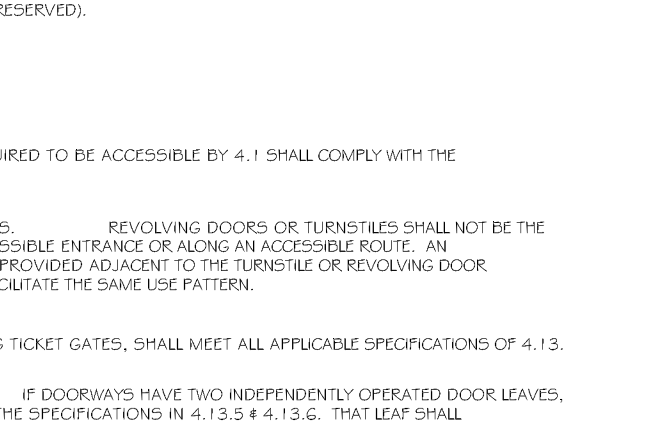 RESERVED).
UIRED TO BE ACCESSIBLE BY 4.1 SHALL COMPLY WITH THE
S. REVOLVING DOORS OR TURNSTILES SHALL NOT BE THE
SSIBLE ENTRANCE OR ALONG AN ACCESSIBLE ROUTE. AN
PROVIDED ADJACENT TO THE TURNSTILE OR REVOLVING DOOR
CILITATE THE SAME USE PATTERN.
G TICKET GATES, SHALL MEET ALL APPLICABLE SPECIFICATIONS OF 4.13.
IF DOORWAYS HAVE TWO INDEPENDENTLY OPERATED DOOR LEAVES,
THE SPECIFICATIONS IN 4.13.5 & 4.13.6. THAT LEAF SHALL